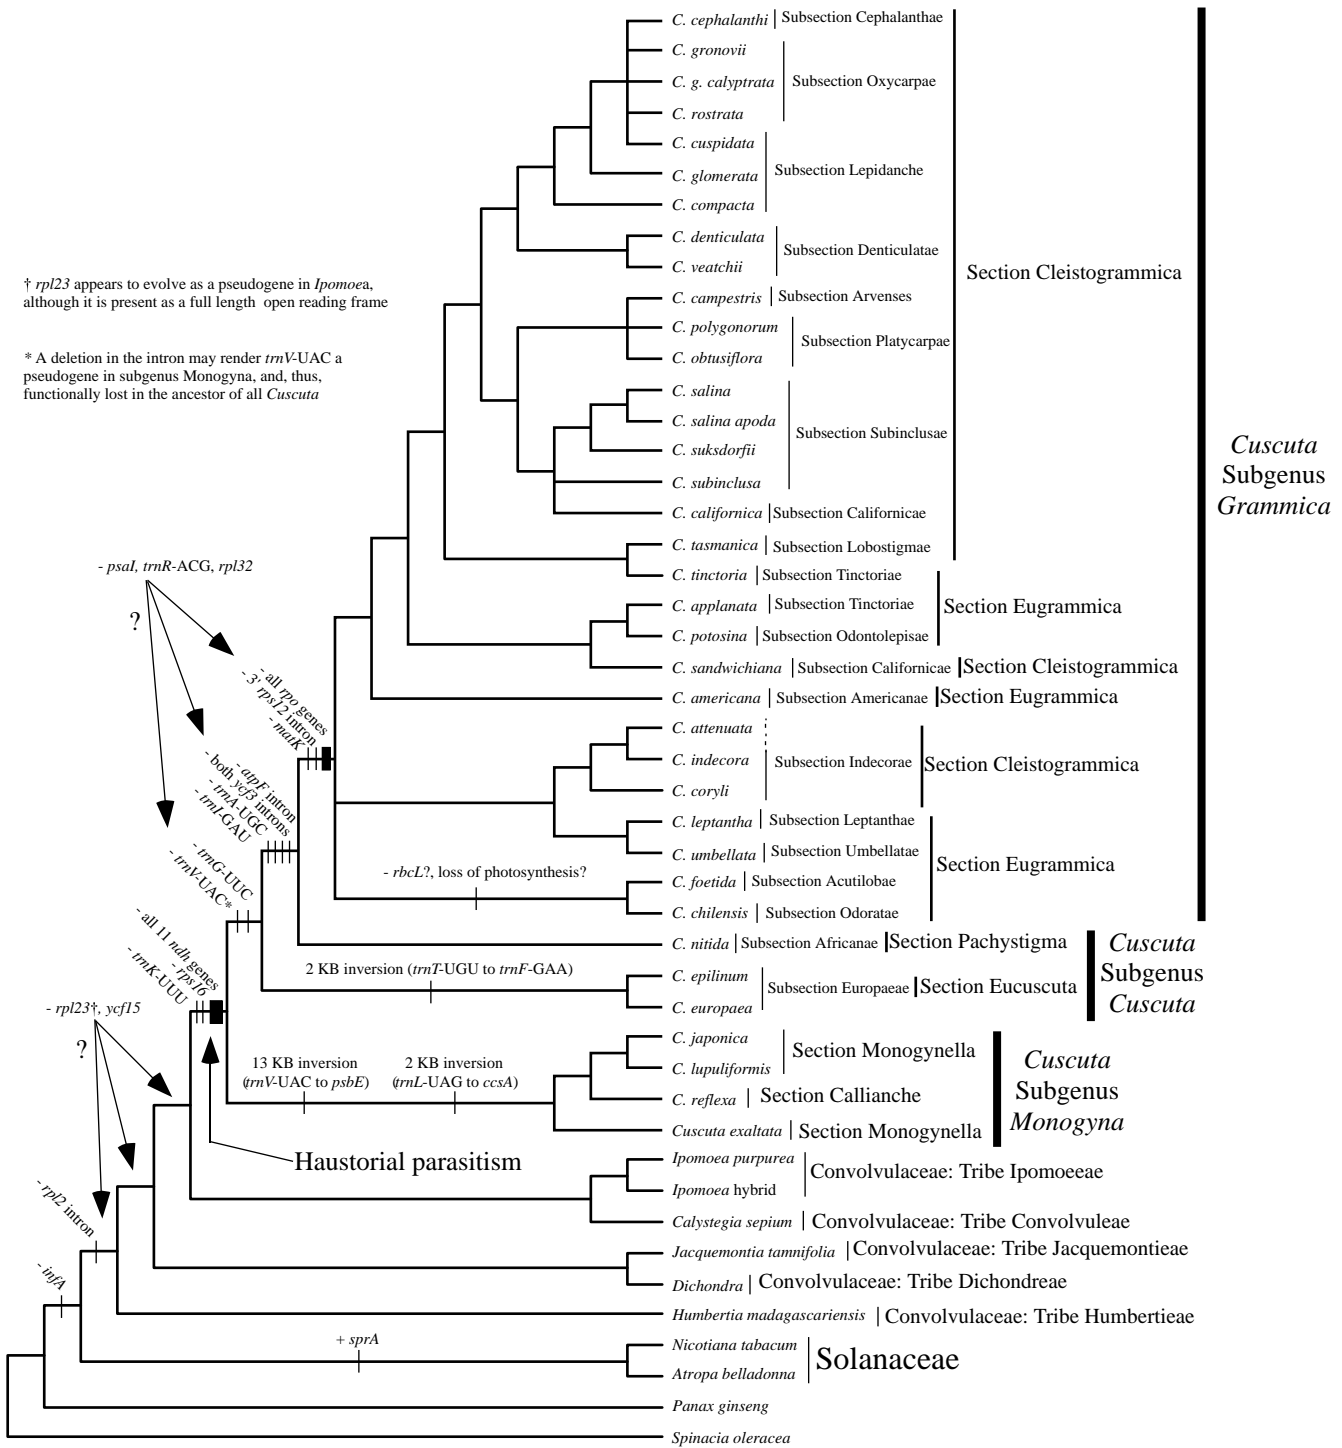 C. cephalanthi
Subsection Cephalanthae
C. gronovii
C. g. calyptrata
Subsection Oxycarpae
C. rostrata
C. cuspidata
C. glomerata
Subsection Lepidanche
C. compacta
C. denticulata
Subsection Denticulatae
C. veatchii
Section Cleistogrammica
† rpl23 appears to evolve as a pseudogene in Ipomoea,
although it is present as a full length open reading frame
C. campestris
Subsection Arvenses
C. polygonorum
Subsection Platycarpae
C. obtusiflora
* A deletion in the intron may render trnV-UAC a
pseudogene in subgenus Monogyna, and, thus,
functionally lost in the ancestor of all Cuscuta
C. salina
C. salina apoda
Subsection Subinclusae
C. suksdorfii
C. subinclusa
Cuscuta
Subgenus
Grammica
C. californica
Subsection Californicae
C. tasmanica
Subsection Lobostigmae
C. tinctoria
Subsection Tinctoriae
- psaI, trnR-ACG, rpl32
?
C. applanata
Subsection Tinctoriae
Section Eugrammica
C. potosina
Subsection Odontolepisae
C. sandwichiana
Subsection Californicae
Section Cleistogrammica
C. americana
Subsection Americanae
Section Eugrammica
- all rpo genes
- 3' rps12 intron
- matK
C. attenuata
C. indecora
Subsection Indecorae
Section Cleistogrammica
C. coryli
- atpF intron
- both ycf3 introns
- trnA-UGC
- trnI-GAU
C. leptantha
Subsection Leptanthae
C. umbellata
Subsection Umbellatae
Section Eugrammica
- rbcL?, loss of photosynthesis?
C. foetida
Subsection Acutilobae
C. chilensis
Subsection Odoratae
- trnG-UUC
- trnV-UAC*
C. nitida
Subsection Africanae
Section Pachystigma
Cuscuta
Subgenus
Cuscuta
2 KB inversion (trnT-UGU to trnF-GAA)
C. epilinum
Subsection Europaeae
Section Eucuscuta
C. europaea
- all 11 ndh genes
- rps16
- trnK-UUU
- rpl23†, ycf15
?
C. japonica
Section Monogynella
C. lupuliformis
13 KB inversion
(trnV-UAC to psbE)
2 KB inversion
(trnL-UAG to ccsA)
C. reflexa
Section Callianche
Cuscuta
Subgenus
Monogyna
Cuscuta exaltata
Section Monogynella
Haustorial parasitism
Ipomoea purpurea
Convolvulaceae: Tribe Ipomoeeae
Ipomoea hybrid
Calystegia sepium
Convolvulaceae: Tribe Convolvuleae
- rpl2 intron
Jacquemontia tamnifolia
Convolvulaceae: Tribe Jacquemontieae
Dichondra
Convolvulaceae: Tribe Dichondreae
- infA
Humbertia madagascariensis
Convolvulaceae: Tribe Humbertieae
+ sprA
Nicotiana tabacum
Solanaceae
Atropa belladonna
Panax ginseng
Spinacia oleracea